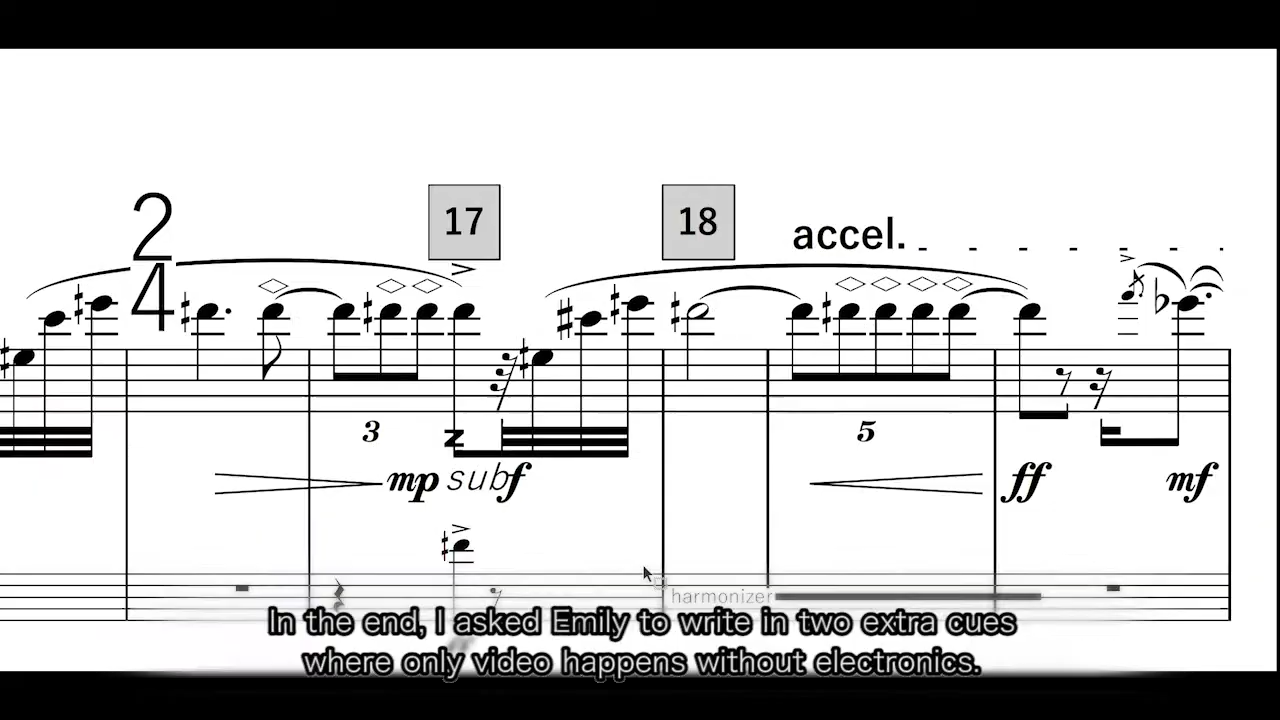 2
4
17
18
accel.
3
5
mp subf
ff
mf
harmonizer
In the end, I asked Emily to write in two extra cues
where only video happens without electronics.